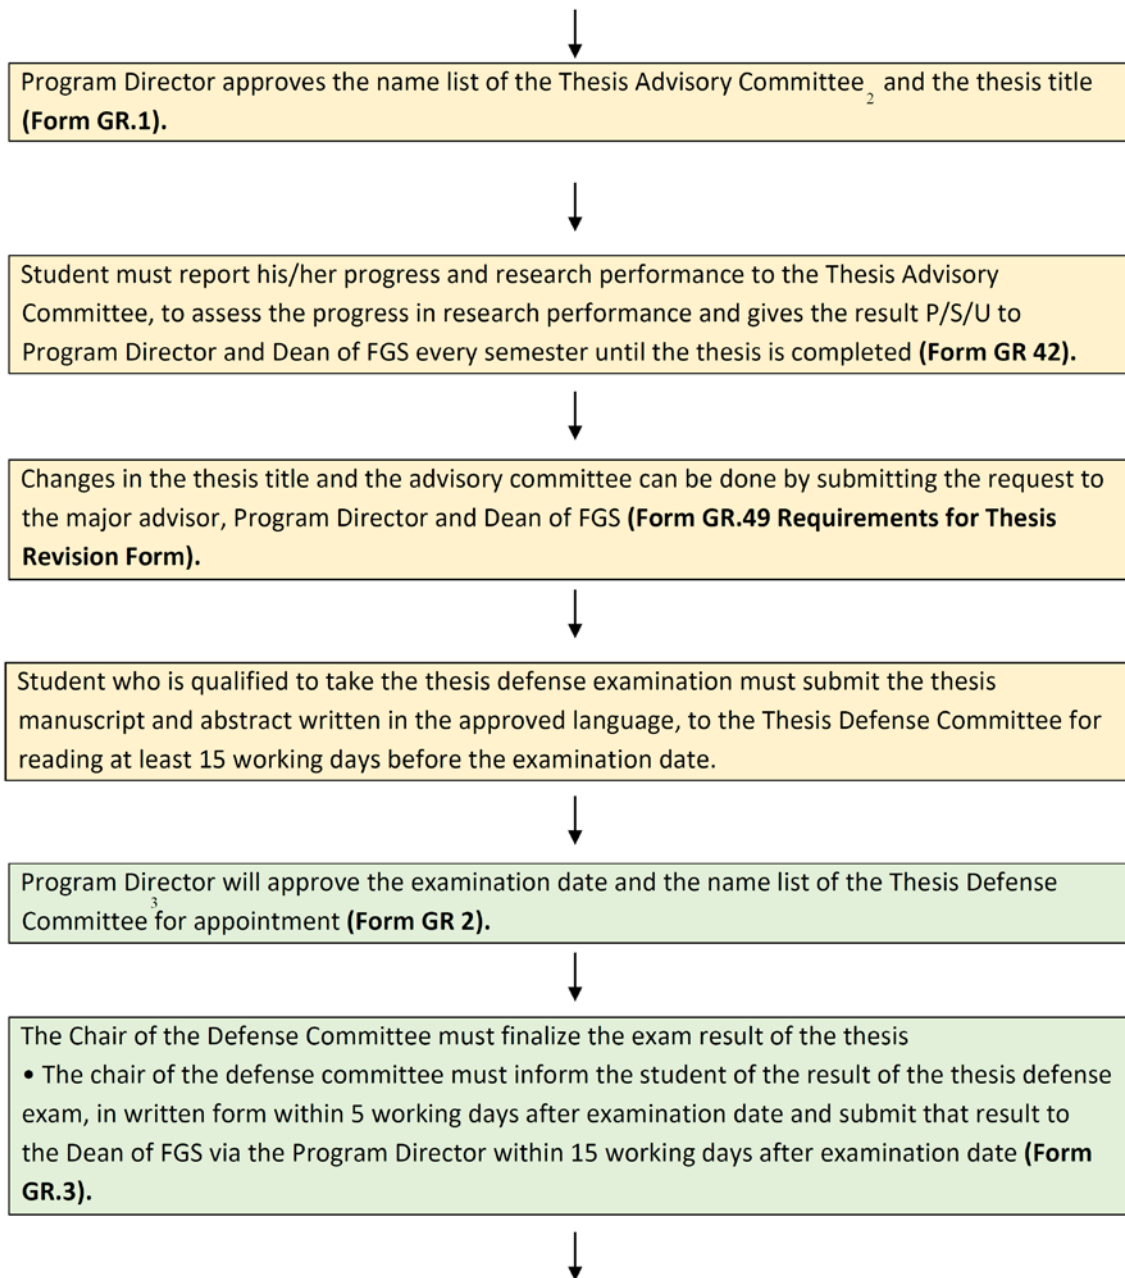 Program Director approves the name list of the Thesis Advisory Committee 2 and the thesis title
(Form GR.1).
Student must report his/her progress and research performance to the Thesis Advisory
Committee, to assess the progress in research performance and gives the result P/S/U to
Program Director and Dean of FGS every semester until the thesis is completed (Form GR 42).
Changes in the thesis title and the advisory committee can be done by submitting the request to
the major advisor, Program Director and Dean of FGS (Form GR.49 Requirements for Thesis
Revision Form).
Student who is qualified to take the thesis defense examination must submit the thesis
manuscript and abstract written in the approved language, to the Thesis Defense Committee for
reading at least 15 working days before the examination date.
Program Director will approve the examination date and the name list of the Thesis Defense
Committee 3 for appointment (Form GR 2).
The Chair of the Defense Committee must finalize the exam result of the thesis
• The chair of the defense committee must inform the student of the result of the thesis defense
exam, in written form within 5 working days after examination date and submit that result to
the Dean of FGS via the Program Director within 15 working days after examination date (Form
GR.3).